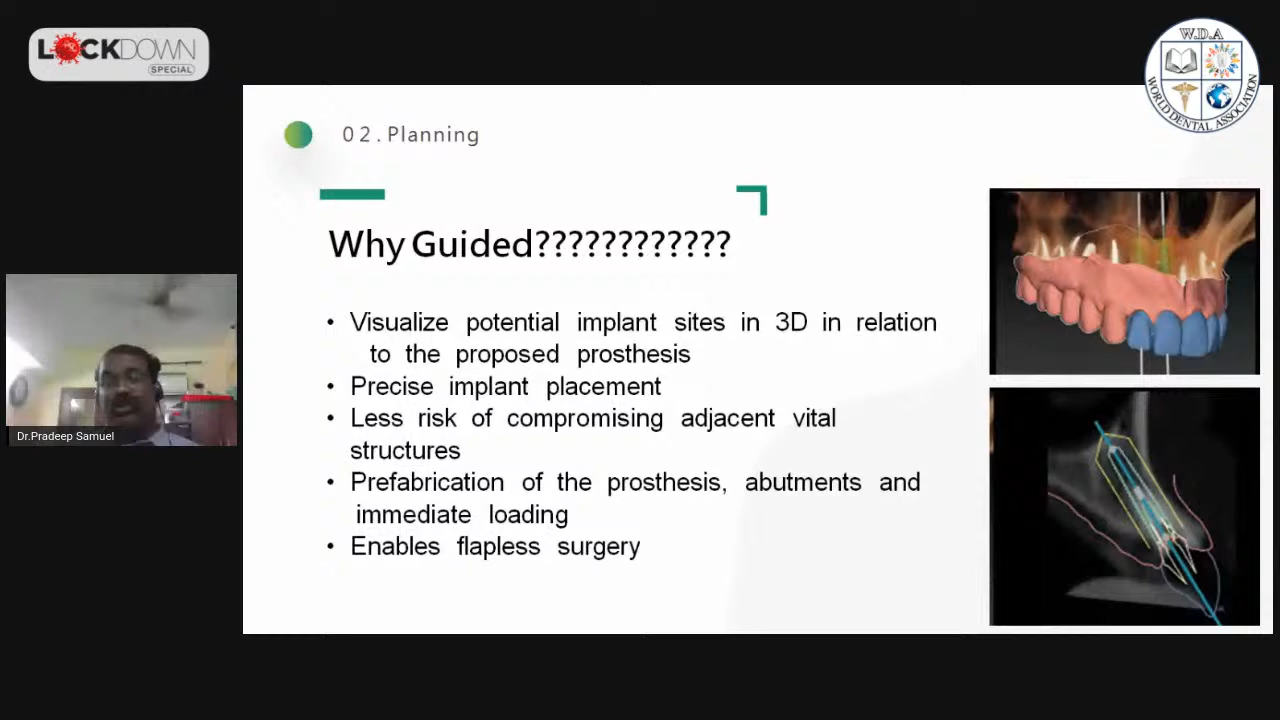 LOCKDOWN
SPECIAL
W.D.A
WORLD DENTAL ASSOCIATION
02.Planning
Why Guided????????????
• Visualize potential implant sites in 3D in relation
to the proposed prosthesis
• Precise implant placement
• Less risk of compromising adjacent vital
structures
• Prefabrication of the prosthesis, abutments and
immediate loading
• Enables flapless surgery
Dr.Pradeep Samuel